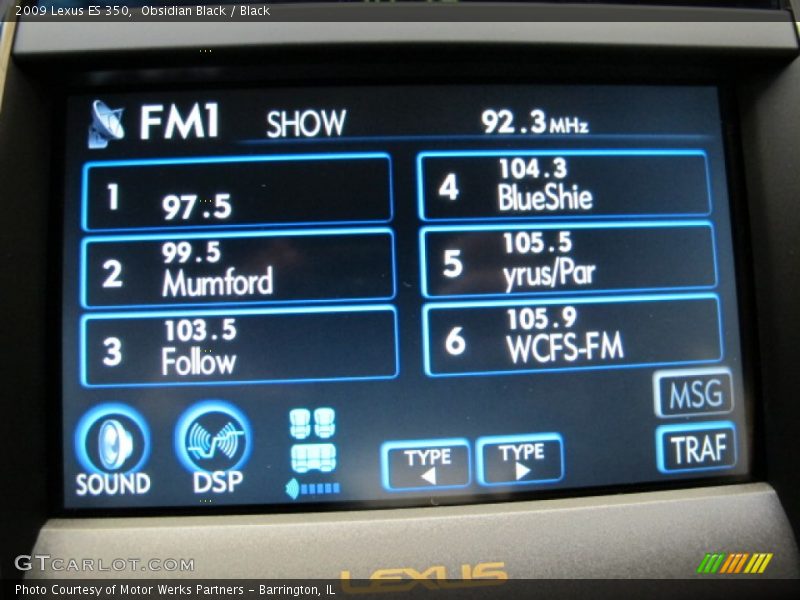 2009 Lexus ES 350,  Obsidian Black / Black
FM1 SHOW 92.3MHz
1 97.5
2 99.5
Mumford
3 103.5
Follow
4 104.3
BlueShie
5 105.5
yrus/Par
6 105.9
WCFS-FM
MSG
SOUND
DSP
TYPE
TYPE
TRAF
GTCARLOT.COM
LEXUS
Photo Courtesy of Motor Werks Partners - Barrington, IL